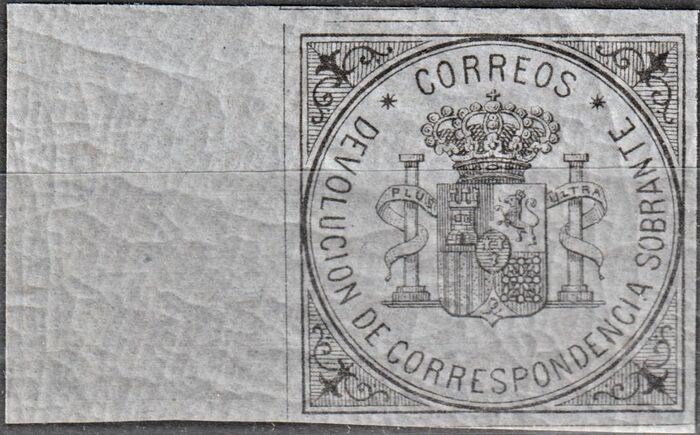 CORREOS
DEVOLUCION DE CORRESPONDENCIA SOBRANTE
PLUS ULTRA